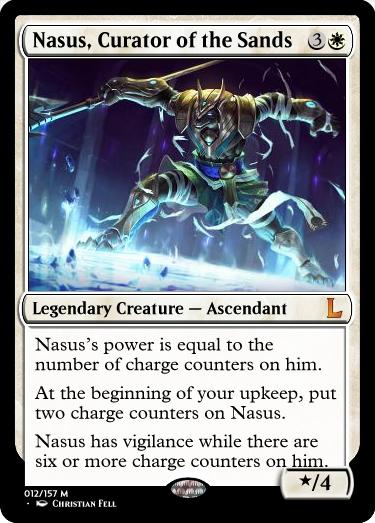 Nasus, Curator of the Sands 3
Legendary Creature — Ascendant L
Nasus's power is equal to the
number of charge counters on him.
At the beginning of your upkeep, put
two charge counters on Nasus.
Nasus has vigilance while there are
six or more charge counters on him.
★/4
012/157 M
· Christian Fell